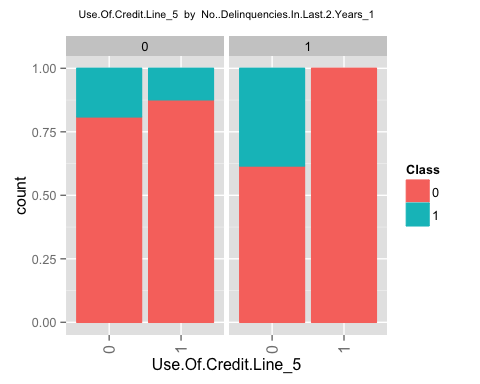 Use.Of.Credit.Line_5 by No..Delinquencies.In.Last.2.Years_1
0 1
1.00
0.75
0.50
0.25
0.00
count
0 1 0 1
Use.Of.Credit.Line_5
Class
0
1